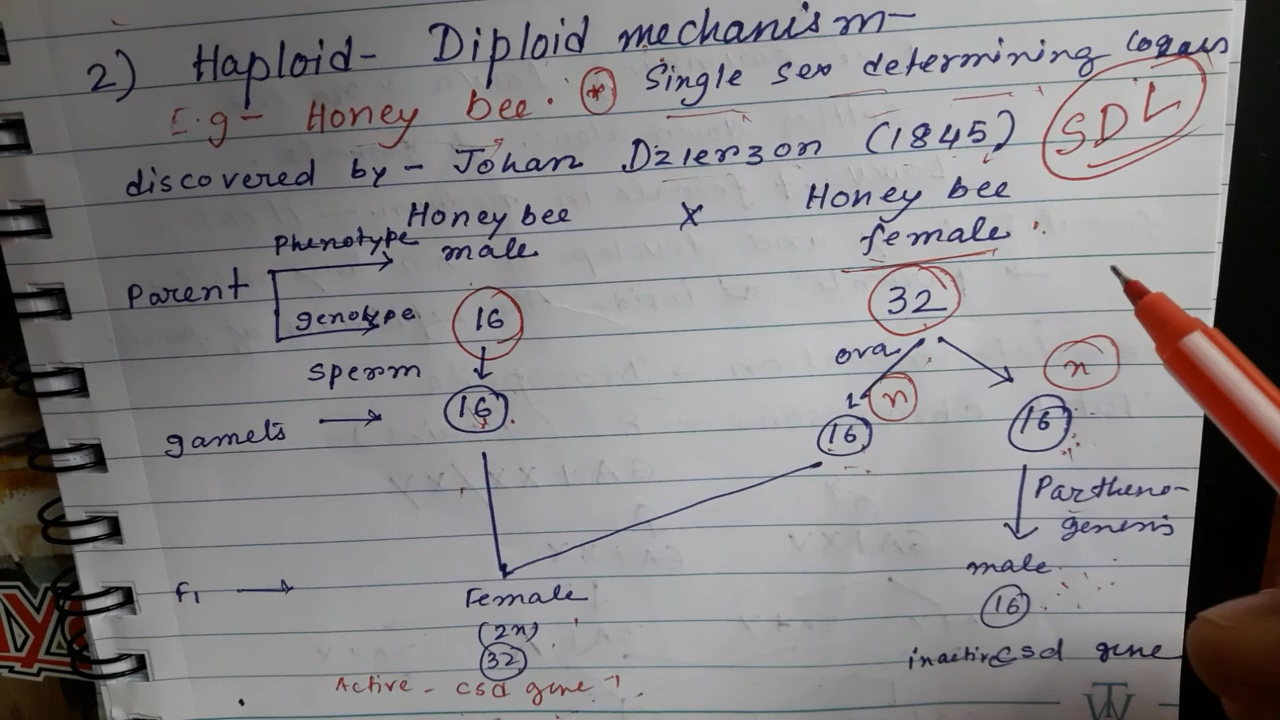 2) Haploid- Diploid mechanism-
E.g- Honey bee. * Single sex determining
SDL
discovered by - Johan Dzierzon (1845)
Honey bee X Honey bee
Phenotype male female
Parent
genotype 16 32
sperm ova n n
gamets 16 16 16
Partheno-
genesis
male
F1 Female 16
(2n)
32 inactive csd gene
Active - csd gene